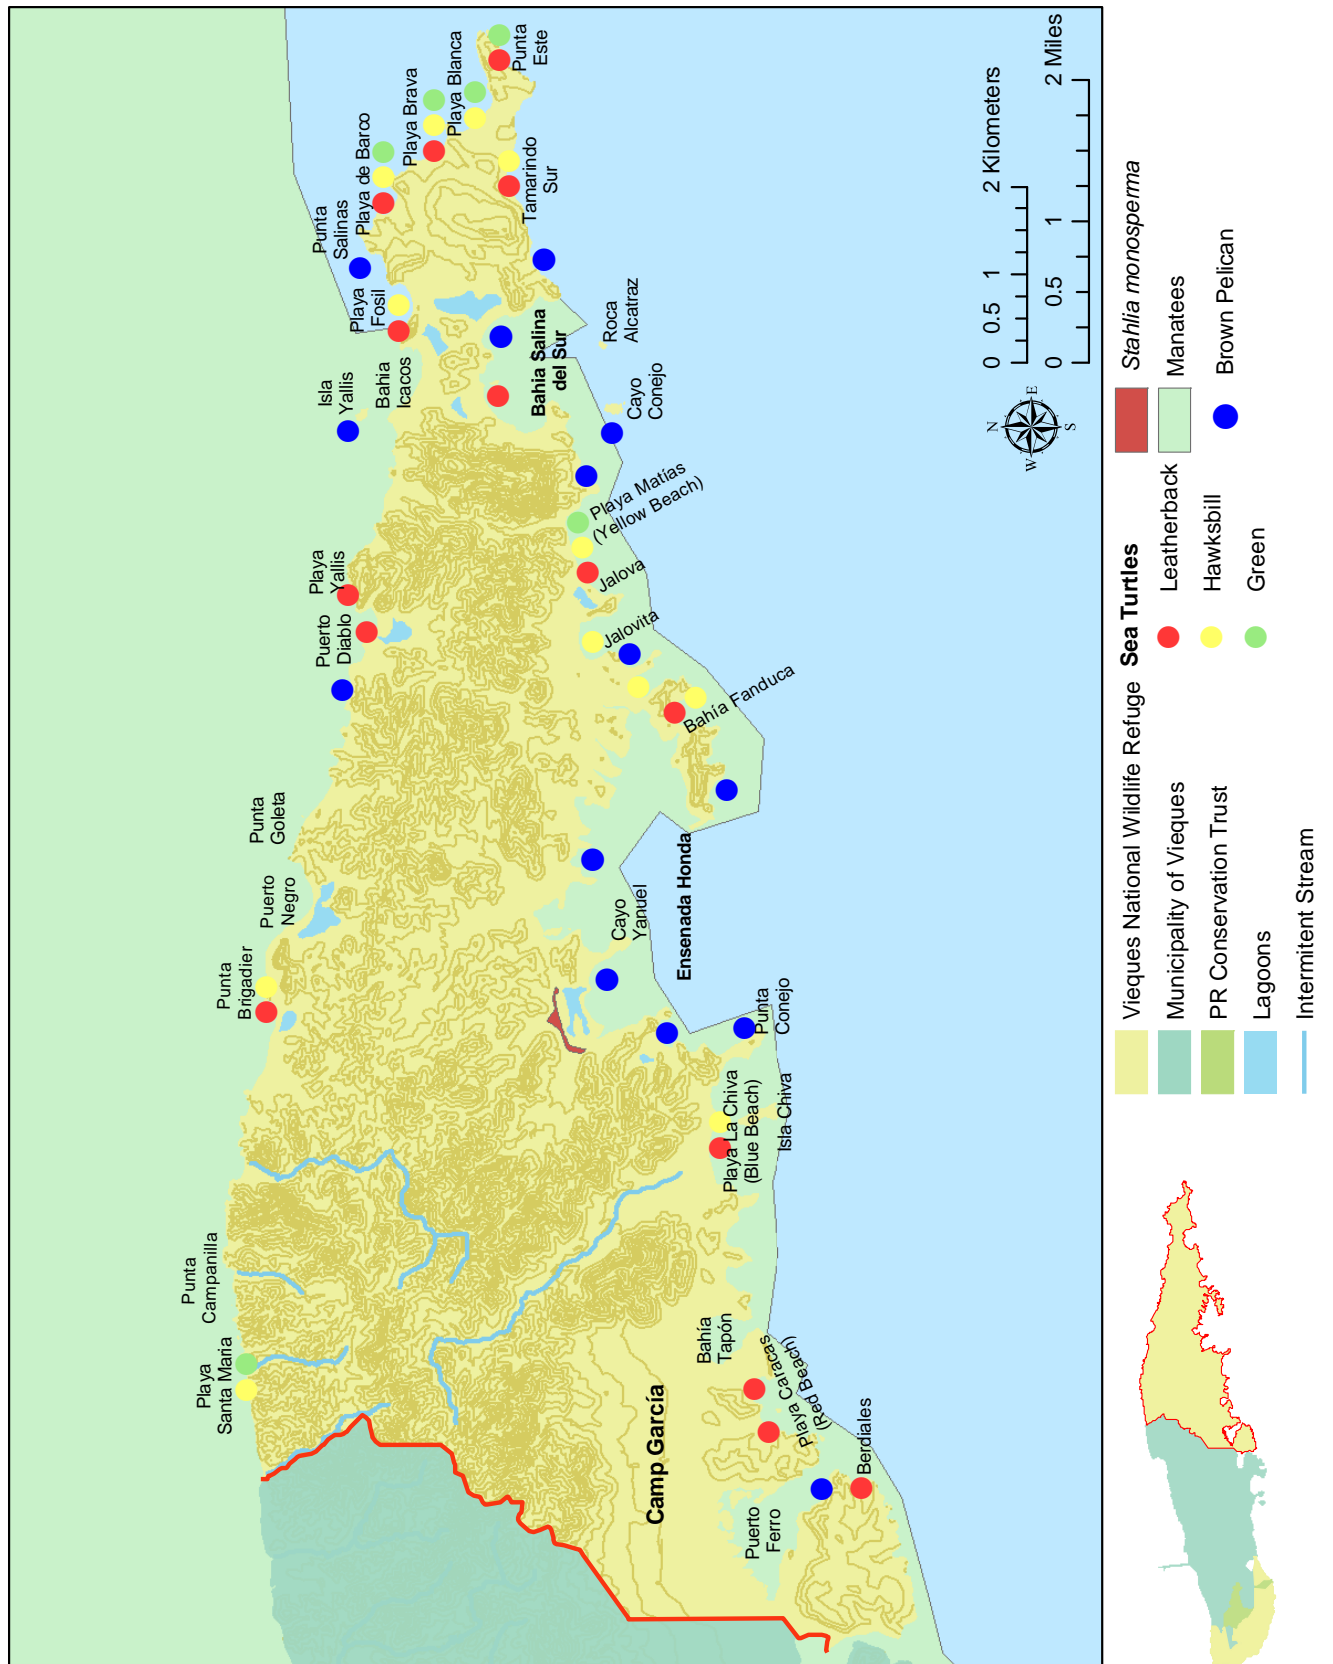 Playa
Santa Maria
Punta
Campanilla
Punta
Brigadier
Puerto
Negro
Punta
Goleta
Puerto
Diablo
Playa
Yallis
Isla
Yallis
Bahia
Icacos
Playa
Fosil
Punta
Salinas
Playa de Barco
Playa Brava
Playa Blanca
Punta
Este
Tamarindo
Sur
Bahia Salina
del Sur
Roca
Alcatraz
Cayo
Conejo
Playa Matías
(Yellow Beach)
Jalova
Jalovita
Bahía Fanduca
Cayo
Yanuel
Ensenada Honda
Punta
Conejo
Playa La Chiva
(Blue Beach)
Isla Chiva
Bahía
Tapón
Playa Caracas
(Red Beach)
Camp García
Puerto
Ferro
Berdiales
N
E
S
W
0 0.5 1 2 Kilometers
0 0.5 1 2 Miles
Vieques National Wildlife Refuge
Municipality of Vieques
PR Conservation Trust
Lagoons
Intermitent Stream
Sea Turtles
Leatherback
Hawksbill
Green
Stahlia monosperma
Manatees
Brown Pelican